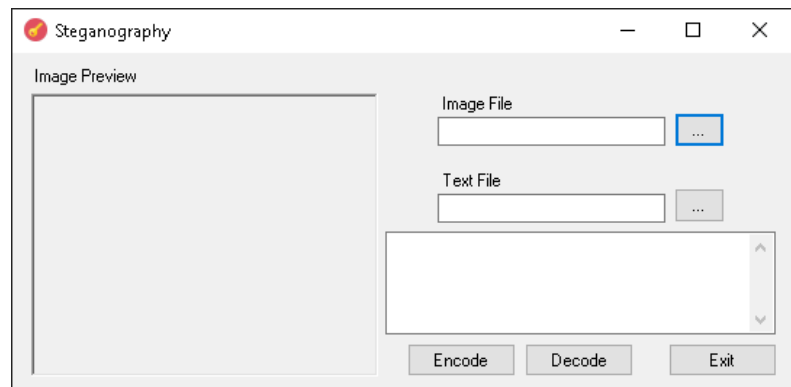 Steganography
Image Preview
Image File
...
Text File
...
Encode Decode Exit